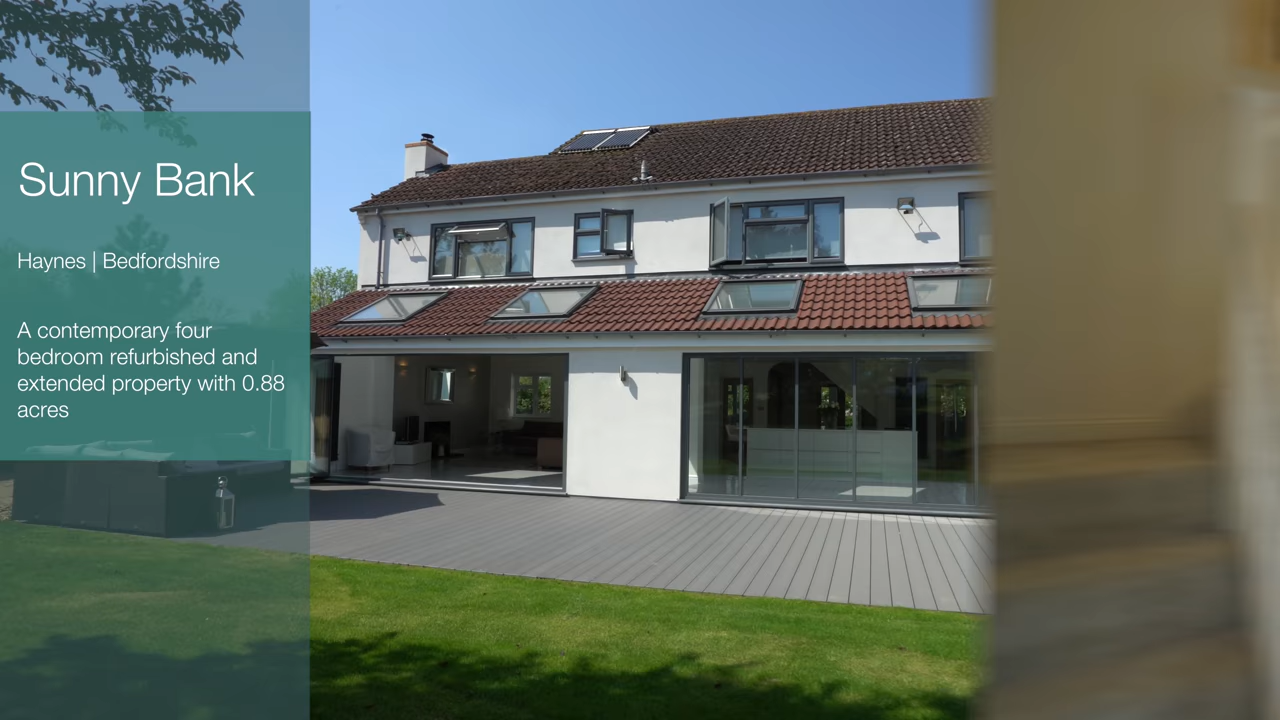 Sunny Bank
Haynes | Bedfordshire
A contemporary four
bedroom refurbished and
extended property with 0.88
acres